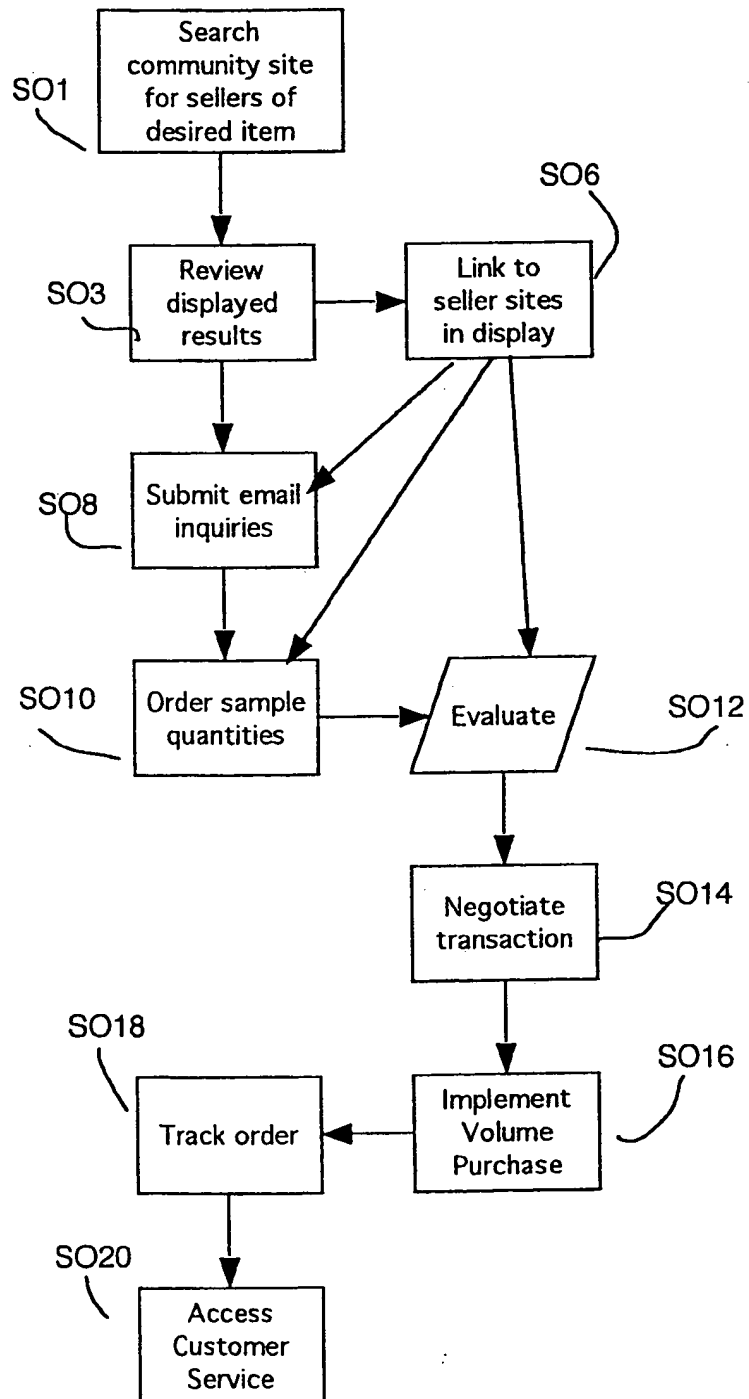 Search
community site
for sellers of
desired item
SO1
SO6
Review
displayed
results
Link to
seller sites
in display
SO3
Submit email
inquiries
SO8
Order sample
quantities
SO10
Evaluate
SO12
Negotiate
transaction
SO14
SO18
Track order
Implement
Volume
Purchase
SO16
SO20
Access
Customer
Service